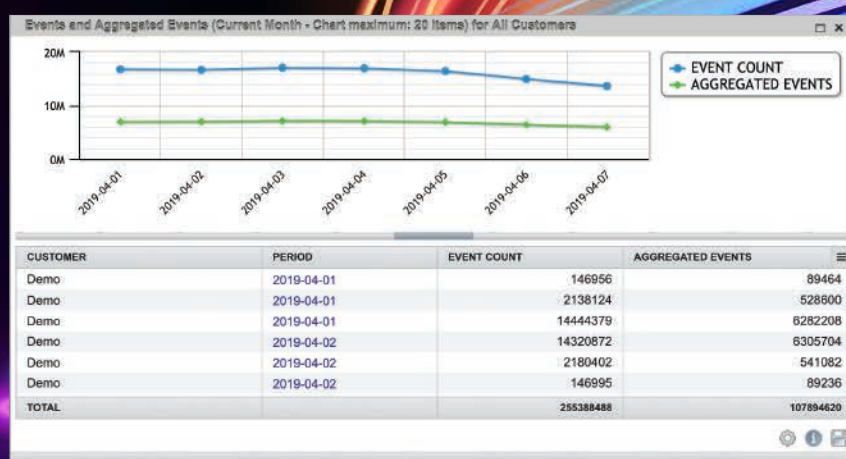 Events and Aggregated Events (Current Month - Chart maximum: 20 items) for All Customers
20M
10M
0M
2019-04-01
2019-04-02
2019-04-03
2019-04-04
2019-04-05
2019-04-06
2019-04-07
EVENT COUNT
AGGREGATED EVENTS
CUSTOMER PERIOD EVENT COUNT AGGREGATED EVENTS
Demo 2019-04-01 146956 89464
Demo 2019-04-01 2138124 528600
Demo 2019-04-01 14444379 6282208
Demo 2019-04-02 14320872 6305704
Demo 2019-04-02 2180402 541082
Demo 2019-04-02 146995 89236
TOTAL 255388488 107894620